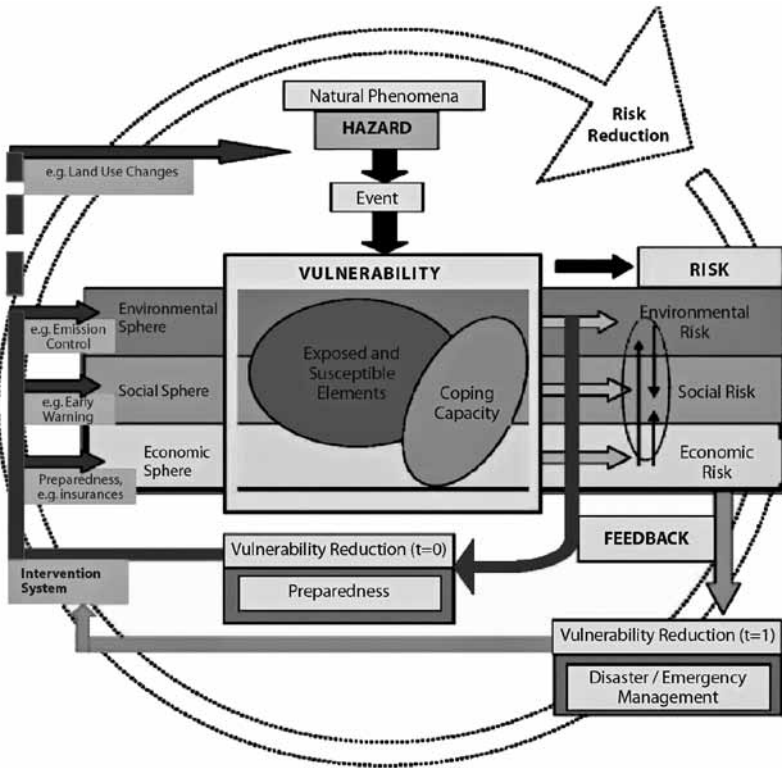 Natural Phenomena
HAZARD
Risk
Reduction
e.g. Land Use Changes
Event
VULNERABILITY
RISK
Environmental
Sphere
e.g. Emission
Control
Exposed and
Susceptible
Elements
Coping
Capacity
Environmental
Risk
Social Sphere
e.g. Early
Warning
Social Risk
Economic
Sphere
Preparedness,
e.g. insurances
Economic
Risk
FEEDBACK
Vulnerability Reduction (t=0)
Preparedness
Intervention
System
Vulnerability Reduction (t=1)
Disaster / Emergency
Management